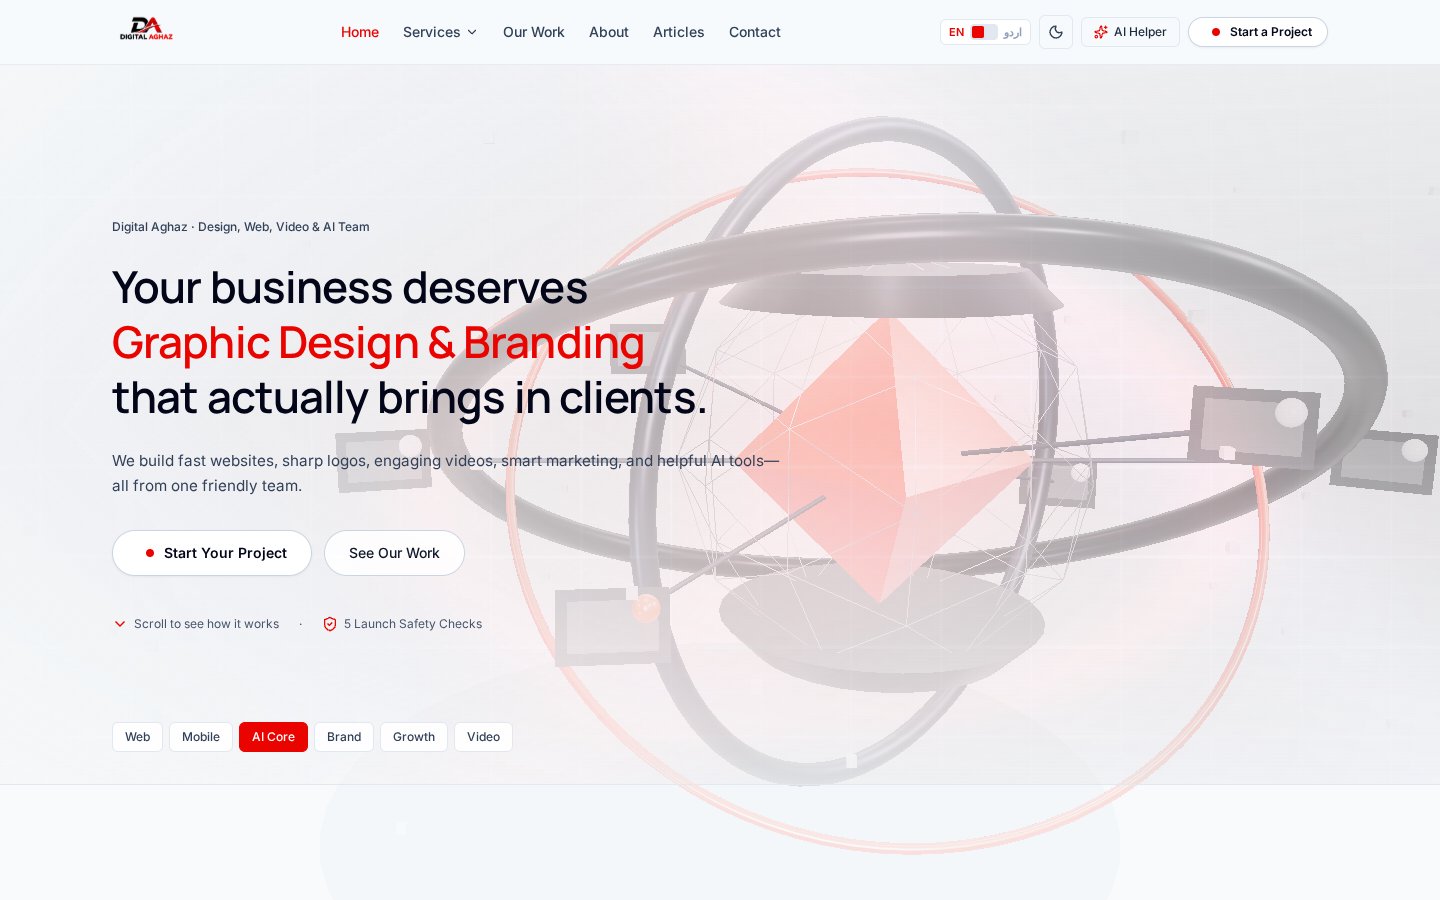 DA
DIGITAL AGHAZ
Home
Services
Our Work
About
Articles
Contact
EN
اردو
AI Helper
Start a Project
Digital Aghaz · Design, Web, Video & AI Team
Your business deserves
Graphic Design & Branding
that actually brings in clients.
We build fast websites, sharp logos, engaging videos, smart marketing, and helpful AI tools—
all from one friendly team.
Start Your Project
See Our Work
Scroll to see how it works
·
5 Launch Safety Checks
Web
Mobile
AI Core
Brand
Growth
Video